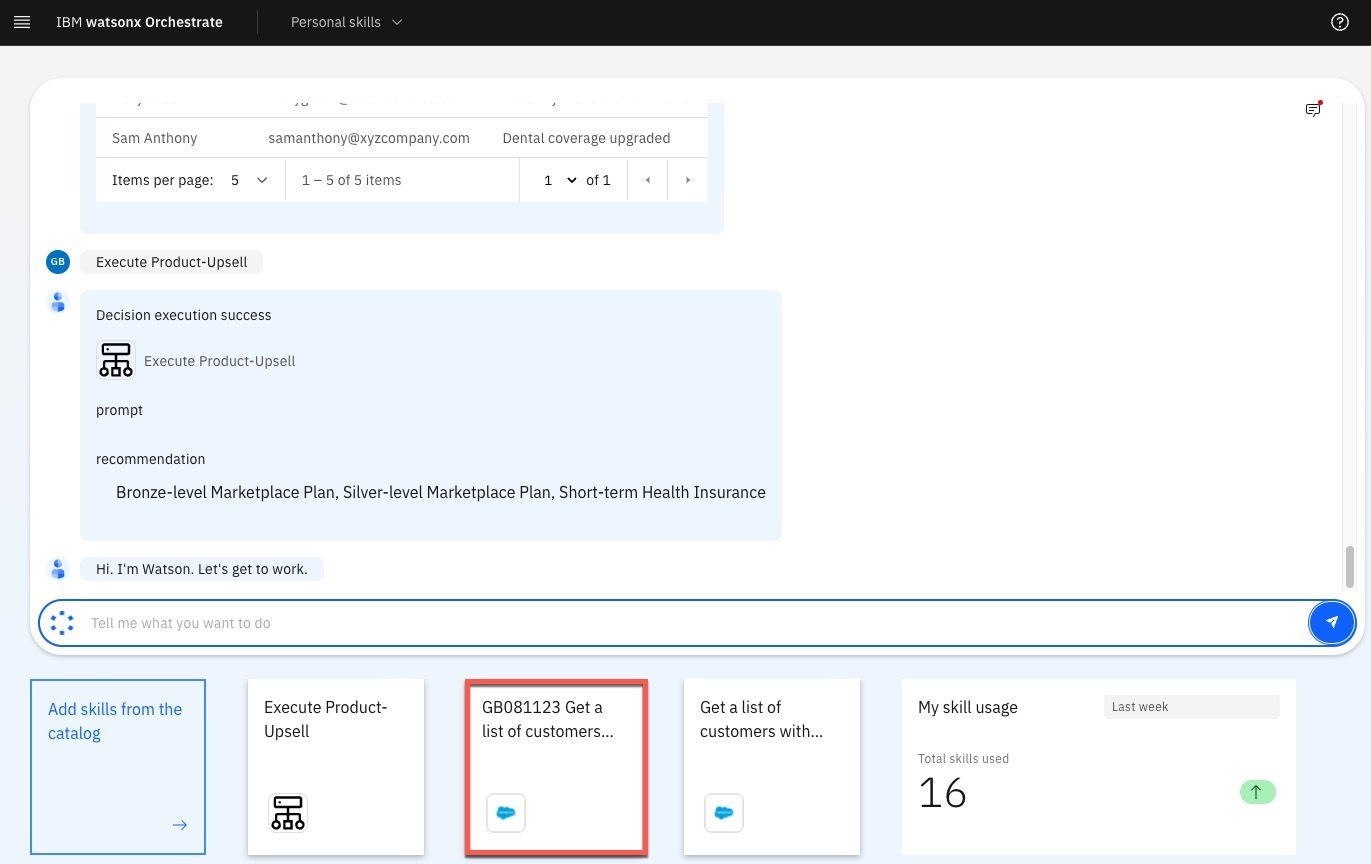 IBM watsonx Orchestrate
Personal skills
Sam Anthony samanthony@xyzcompany.com Dental coverage upgraded
Items per page: 5 1 – 5 of 5 items 1 of 1
GB Execute Product-Upsell
Decision execution success
Execute Product-Upsell
prompt
recommendation
Bronze-level Marketplace Plan, Silver-level Marketplace Plan, Short-term Health Insurance
Hi. I'm Watson. Let's get to work.
Tell me what you want to do
Add skills from the
catalog
Execute Product-
Upsell
GB081123 Get a
list of customers...
Get a list of
customers with...
My skill usage
Last week
Total skills used
16